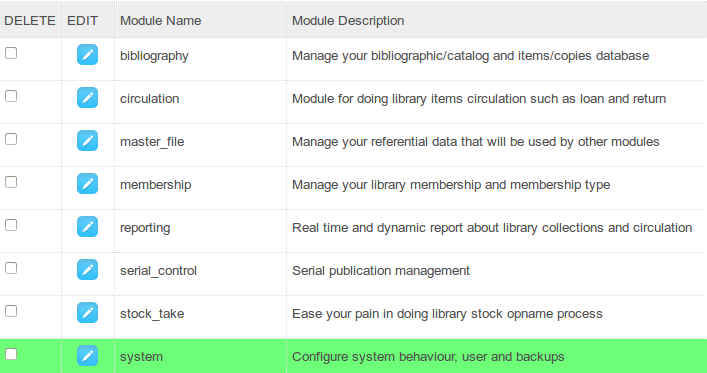 DELETE EDIT Module Name Module Description
bibliography Manage your bibliographic/catalog and items/copies database
circulation Module for doing library items circulation such as loan and return
master_file Manage your referential data that will be used by other modules
membership Manage your library membership and membership type
reporting Real time and dynamic report about library collections and circulation
serial_control Serial publication management
stock_take Ease your pain in doing library stock opname process
system Configure system behaviour, user and backups